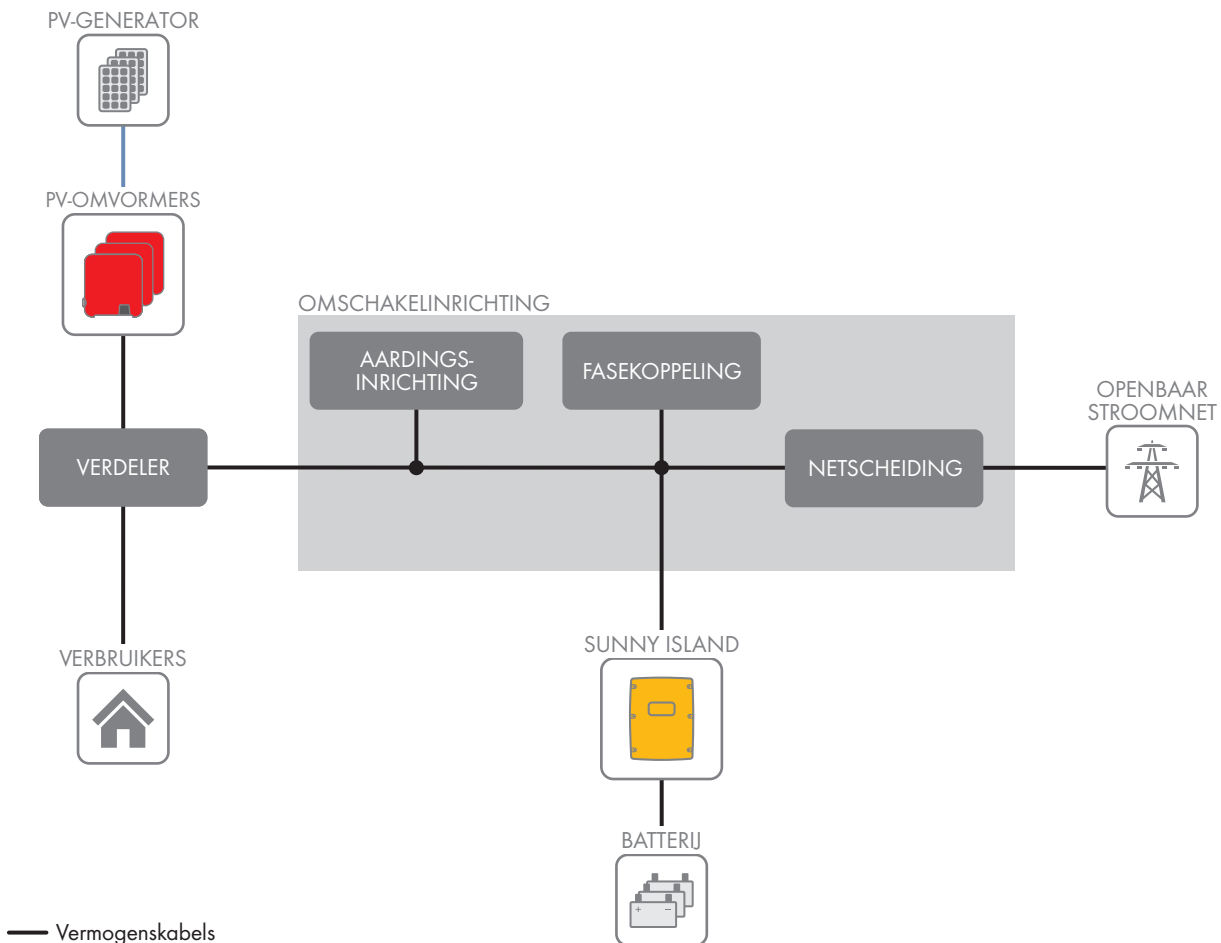 PV-GENERATOR
PV-OMVORMERS
OMSCHAKELINRICHTING
AARDINGS-
INRICHTING
FASEKOPPELING
OPENBAAR
STROOMNET
VERDELER
NETSCHEIDING
VERBRUIKERS
SUNNY ISLAND
BATTERIJ
+ −
Vermogenskabels